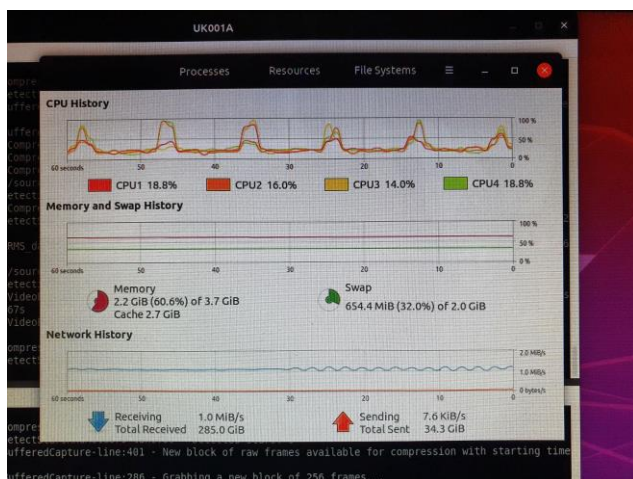 UK001A
Processes Resources File Systems
CPU History
100 %
50 %
0 %
60 seconds 50 40 30 20 10 0
CPU1 18.8% CPU2 16.0% CPU3 14.0% CPU4 18.8%
Memory and Swap History
100 %
50 %
0 %
60 seconds 50 40 30 20 10 0
Memory
2.2 GiB (60.6%) of 3.7 GiB
Cache 2.7 GiB
Swap
654.4 MiB (32.0%) of 2.0 GiB
Network History
2.0 MiB/s
1.0 MiB/s
0 bytes/s
60 seconds 50 40 30 20 10 0
Receiving 1.0 MiB/s
Total Received 285.0 GiB
Sending 7.6 KiB/s
Total Sent 34.3 GiB
ufferedCapture-line:401 - New block of raw frames available for compression with starting time
ufferedCapture-line:286 - Grabbing a new block of 256 frames